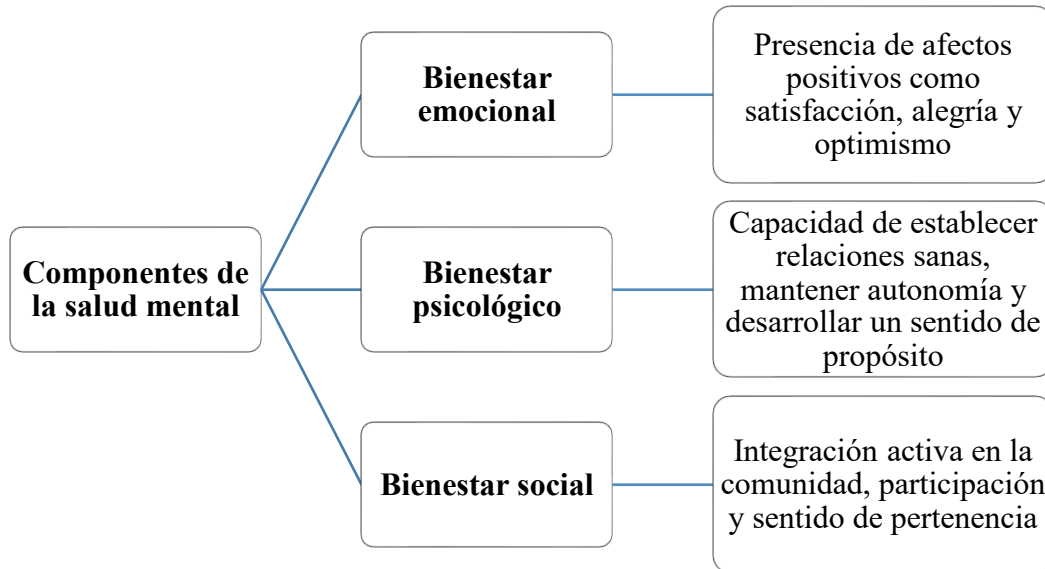 Componentes de
la salud mental
Bienestar
emocional
Presencia de afectos
positivos como
satisfacción, alegría y
optimismo
Bienestar
psicológico
Capacidad de establecer
relaciones sanas,
mantener autonomía y
desarrollar un sentido de
propósito
Bienestar social
Integración activa en la
comunidad, participación
y sentido de pertenencia